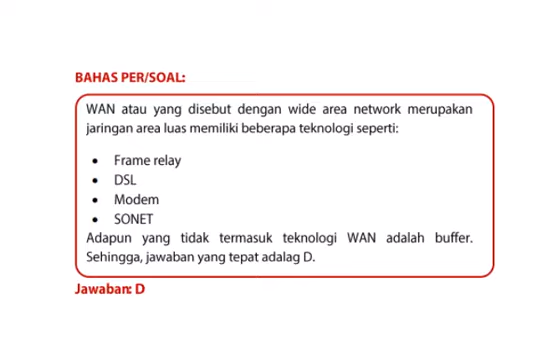 BAHAS PER/SOAL:
WAN atau yang disebut dengan wide area network merupakan
jaringan area luas memiliki beberapa teknologi seperti:
• Frame relay
• DSL
• Modem
• SONET
Adapun yang tidak termasuk teknologi WAN adalah buffer.
Sehingga, jawaban yang tepat adalag D.
Jawaban: D